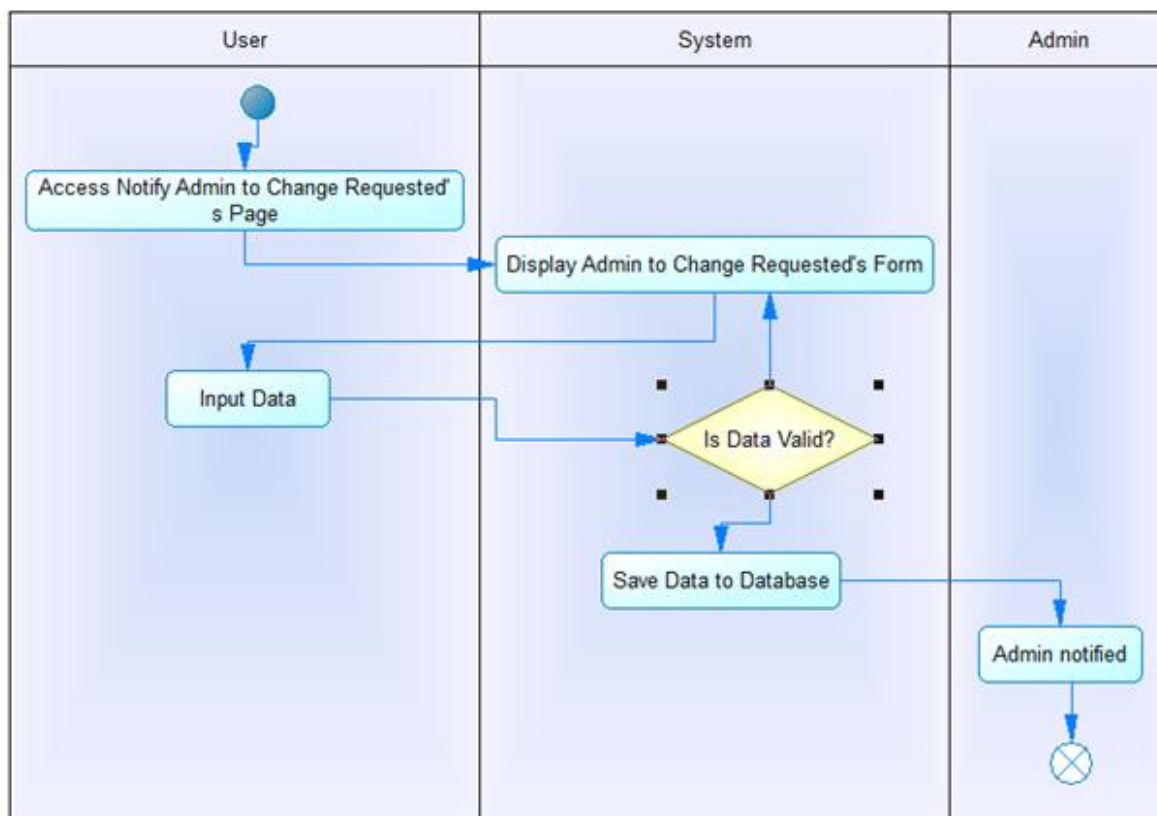 User
System
Admin
Access Notify Admin to Change Requested'
s Page
Display Admin to Change Requested's Form
Input Data
Is Data Valid?
Save Data to Database
Admin notified